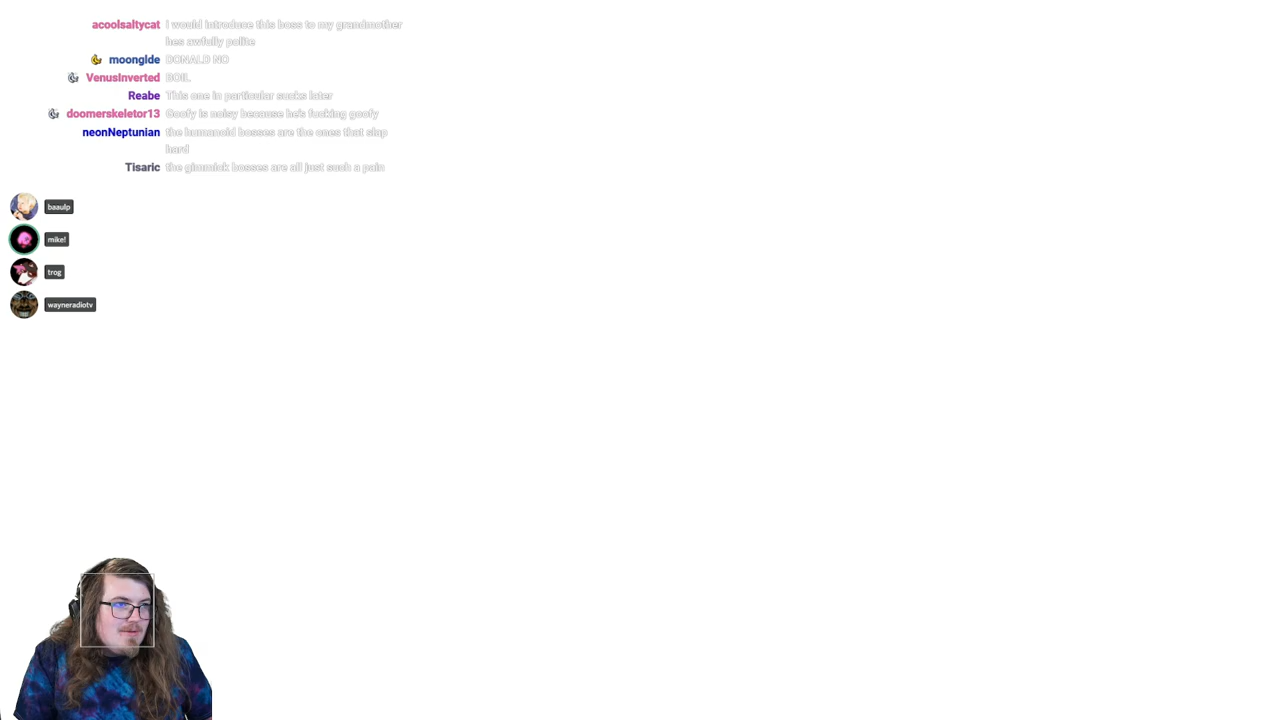 acoolsaltycat I would introduce this boss to my grandmother
hes awfully polite
moonglde DONALD NO
VenusInverted BOIL
Reabe This one in particular sucks later
doomerskeletor13 Goofy is noisy because he's fucking goofy
neonNeptunian the humanoid bosses are the ones that slap
hard
Tisaric the gimmick bosses are all just such a pain
baaulp
mike!
trog
wayneradiotv